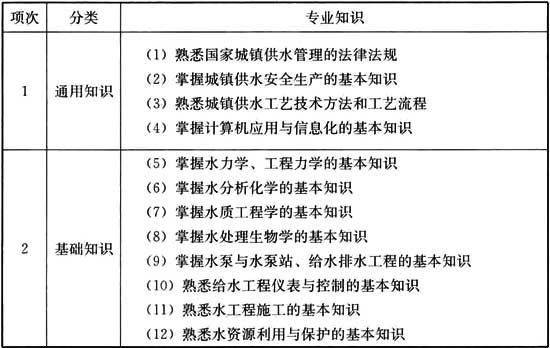 项次 分类 专业知识
1 通用知识
(1) 熟悉国家城镇供水管理的法律法规
(2) 掌握城镇供水安全生产的基本知识
(3) 熟悉城镇供水工艺技术方法和工艺流程
(4) 掌握计算机应用与信息化的基本知识
2 基础知识
(5) 掌握水力学、工程力学的基本知识
(6) 掌握水分析化学的基本知识
(7) 掌握水质工程学的基本知识
(8) 掌握水处理生物学的基本知识
(9) 掌握水泵与水泵站、给水排水工程的基本知识
(10) 熟悉给水工程仪表与控制的基本知识
(11) 熟悉水工程施工的基本知识
(12) 熟悉水资源利用与保护的基本知识